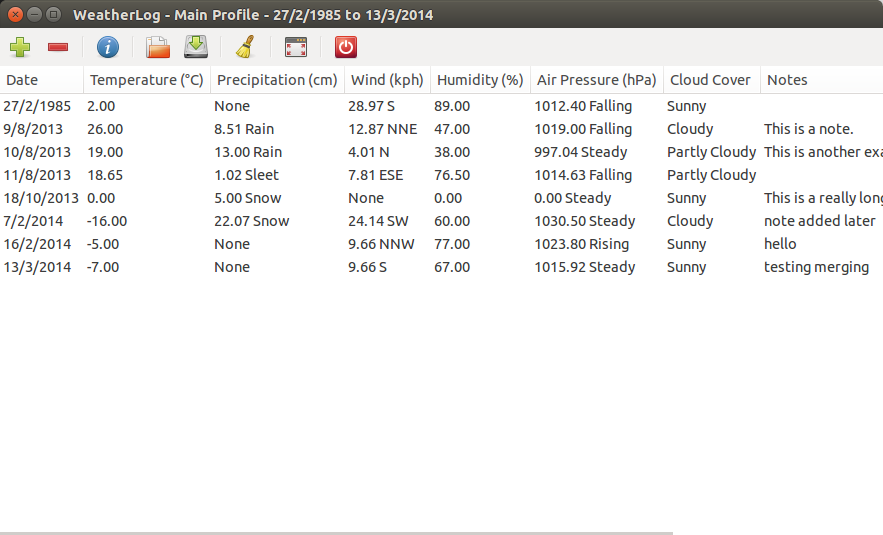 WeatherLog - Main Profile - 27/2/1985 to 13/3/2014
Date Temperature (°C) Precipitation (cm) Wind (kph) Humidity (%) Air Pressure (hPa) Cloud Cover Notes
27/2/1985 2.00 None 28.97 S 89.00 1012.40 Falling Sunny
9/8/2013 26.00 8.51 Rain 12.87 NNE 47.00 1019.00 Falling Cloudy This is a note.
10/8/2013 19.00 13.00 Rain 4.01 N 38.00 997.04 Steady Partly Cloudy This is another exa
11/8/2013 18.65 1.02 Sleet 7.81 ESE 76.50 1014.63 Falling Partly Cloudy
18/10/2013 0.00 5.00 Snow None 0.00 0.00 Steady Sunny This is a really long
7/2/2014 -16.00 22.07 Snow 24.14 SW 60.00 1030.50 Steady Cloudy note added later
16/2/2014 -5.00 None 9.66 NNW 77.00 1023.80 Rising Sunny hello
13/3/2014 -7.00 None 9.66 S 67.00 1015.92 Steady Sunny testing merging